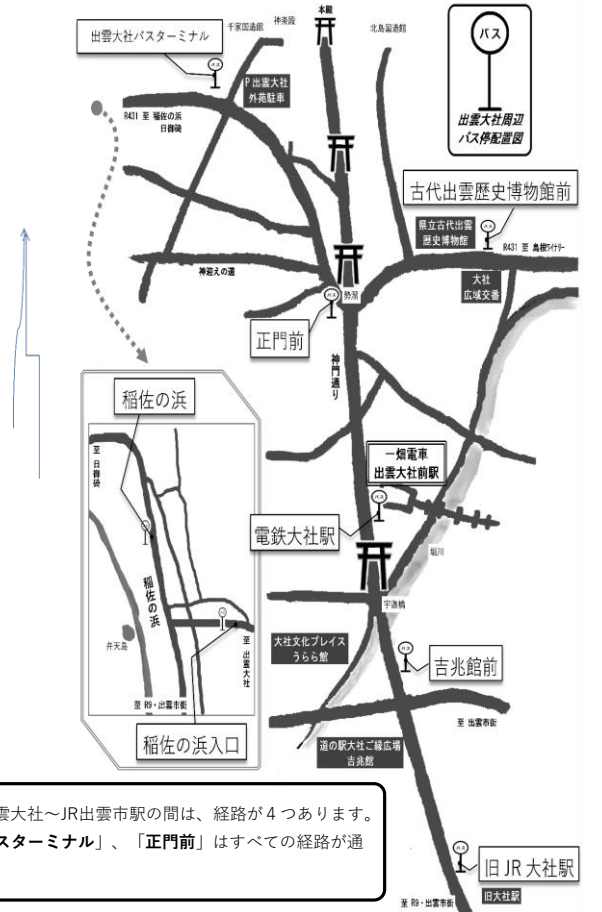 本殿
神楽殿
千家国造館
北島国造館
出雲大社バスターミナル
バス
P 出雲大社
外苑駐車
バス
出雲大社周辺
バス停配置図
R431 至 稲佐の浜
日御碕
古代出雲歴史博物館前
県立古代出雲
歴史博物館
バス
R431 至 島根ワイナリー
大社
広域交番
神迎えの道
勢溜
バス
正門前
神門通り
稲佐の浜
至 日御碕
稲佐の浜
弁天島
至 出雲大社
至 R9・出雲市街
稲佐の浜入口
一畑電車
出雲大社前駅
バス
電鉄大社駅
堀川
宇迦橋
大社文化プレイス
うらら館
バス
吉兆館前
至 出雲市街
道の駅大社ご縁広場
吉兆館
雲大社~JR出雲市駅の間は、経路が4つあります。
スターミナル」、「正門前」はすべての経路が通
バス
旧 JR 大社駅
旧大社駅
至 R9・出雲市街